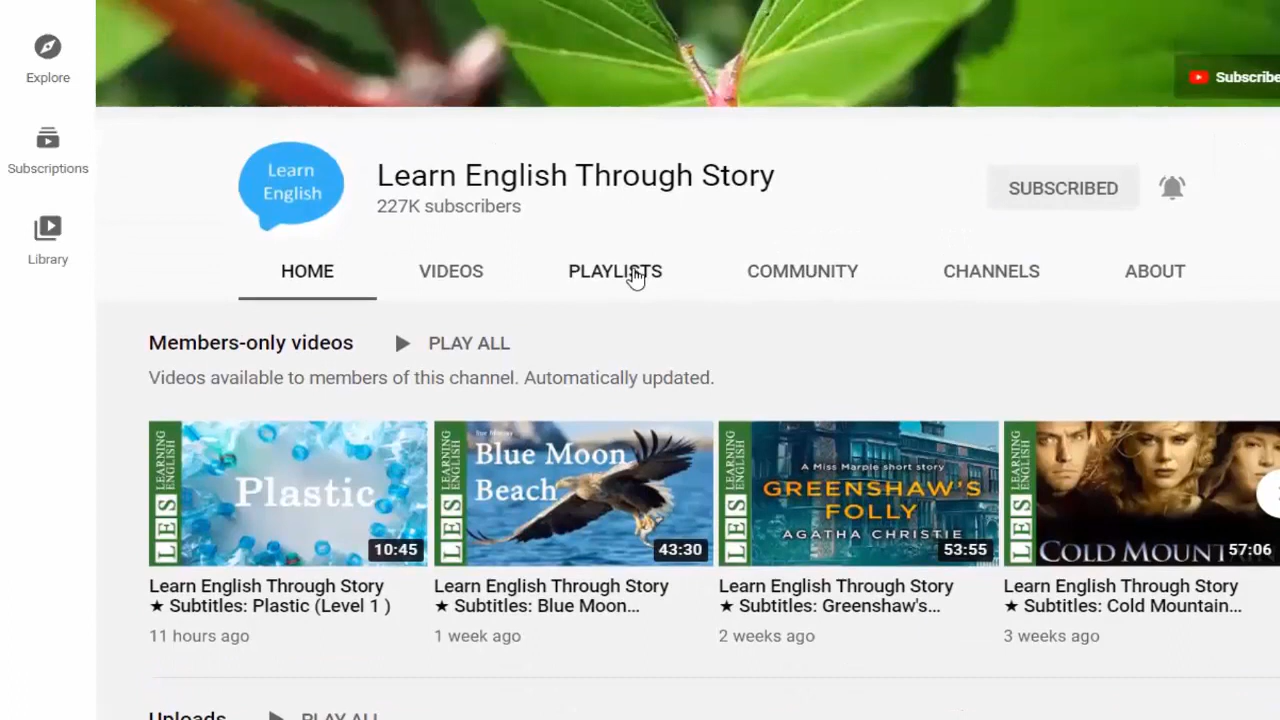 Explore
Subscriptions
Library
Subscribe
Learn
English
Learn English Through Story
227K subscribers
SUBSCRIBED
HOME
VIDEOS
PLAYLISTS
COMMUNITY
CHANNELS
ABOUT
Members-only videos
PLAY ALL
Videos available to members of this channel. Automatically updated.
LES LEARNING ENGLISH
Plastic
10:45
LES LEARNING ENGLISH
Blue Moon
Beach
43:30
LES LEARNING ENGLISH
A Miss Marple short story
GREENSHAW'S
FOLLY
AGATHA CHRISTIE
53:55
LES LEARNING ENGLISH
COLD MOUNT
57:06
Learn English Through Story
★ Subtitles: Plastic (Level 1 )
11 hours ago
Learn English Through Story
★ Subtitles: Blue Moon...
1 week ago
Learn English Through Story
★ Subtitles: Greenshaw's...
2 weeks ago
Learn English Through Story
★ Subtitles: Cold Mountain...
3 weeks ago
Uploads
PLAY ALL